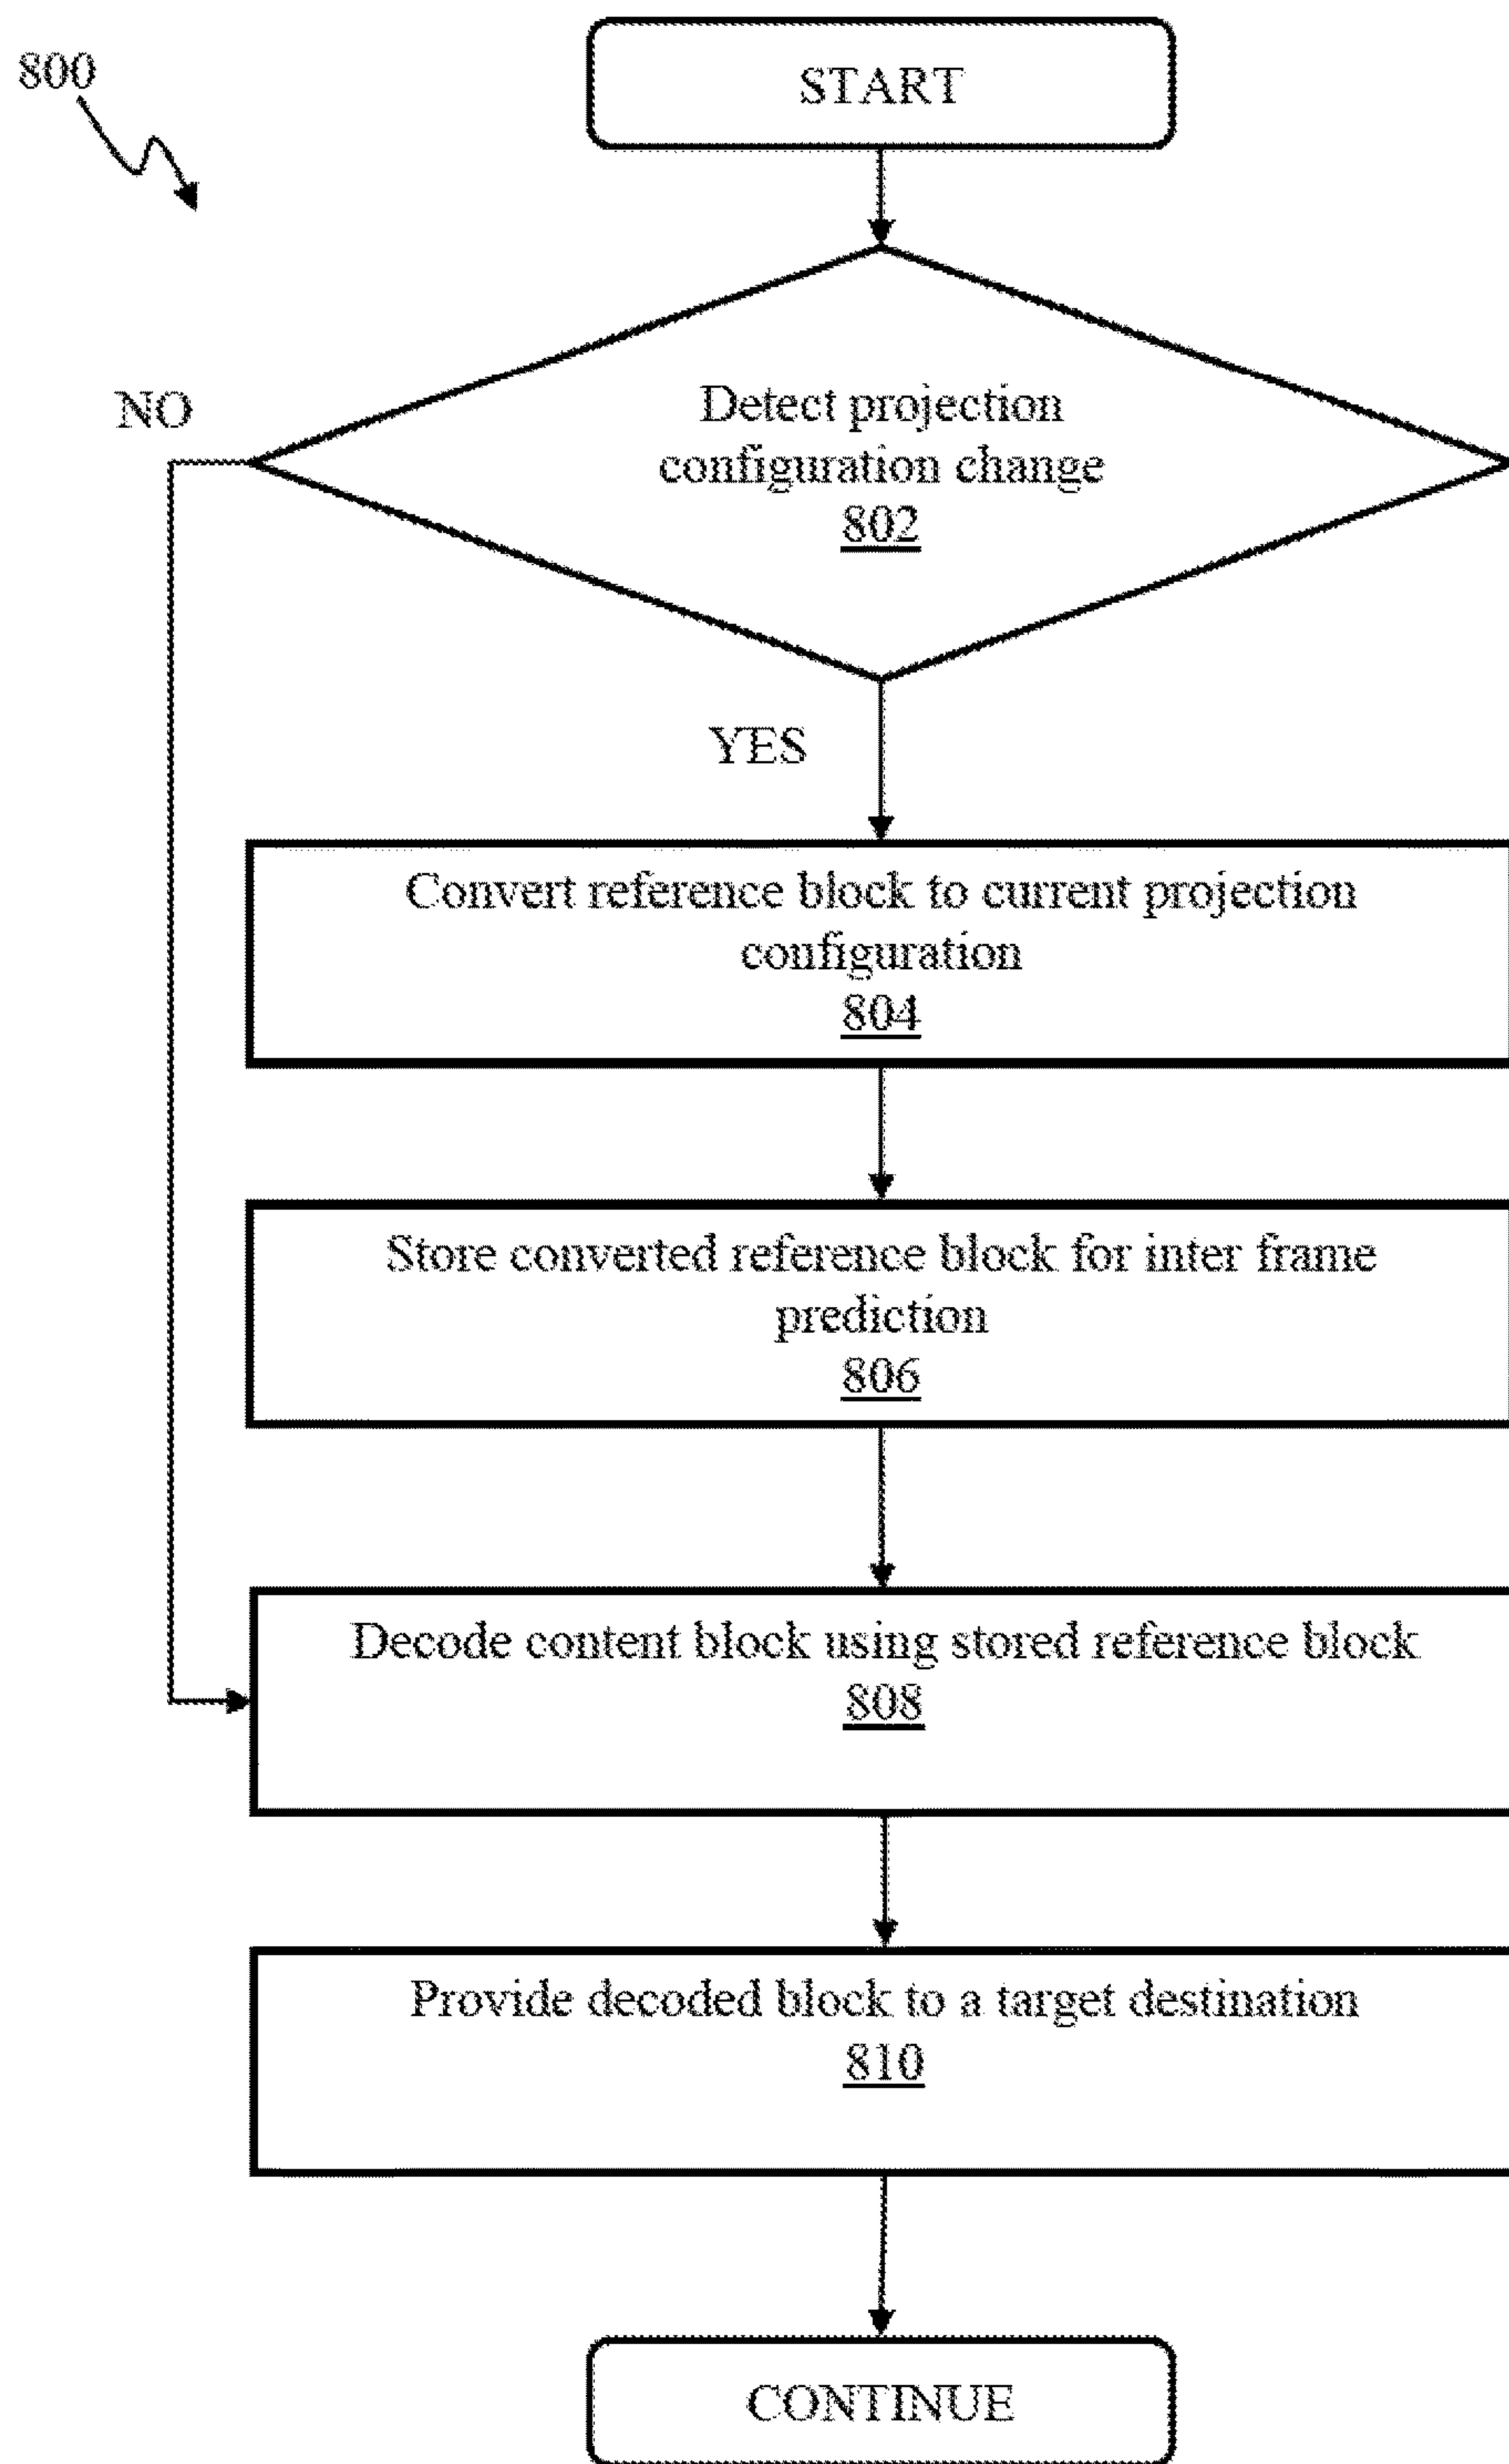 800
START
Detect projection
configuration change
802
NO
YES
Convert reference block to current projection
configuration
804
Store converted reference block for inter frame
prediction
806
Decode content block using stored reference block
808
Provide decoded block to a target destination
810
CONTINUE